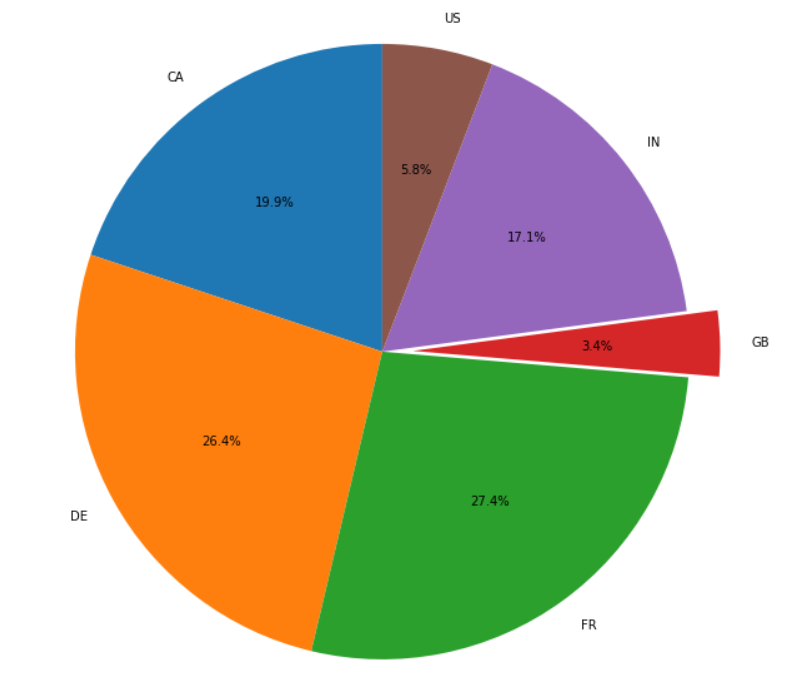 US
CA
IN
5.8%
19.9%
17.1%
GB
3.4%
26.4%
27.4%
DE
FR